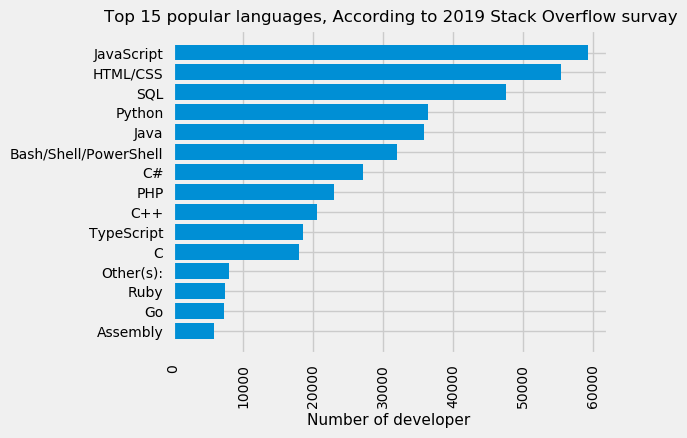 Top 15 popular languages, According to 2019 Stack Overflow survay
JavaScript
HTML/CSS
SQL
Python
Java
Bash/Shell/PowerShell
C#
PHP
C++
TypeScript
C
Other(s):
Ruby
Go
Assembly
0
10000
20000
30000
40000
50000
60000
Number of developer